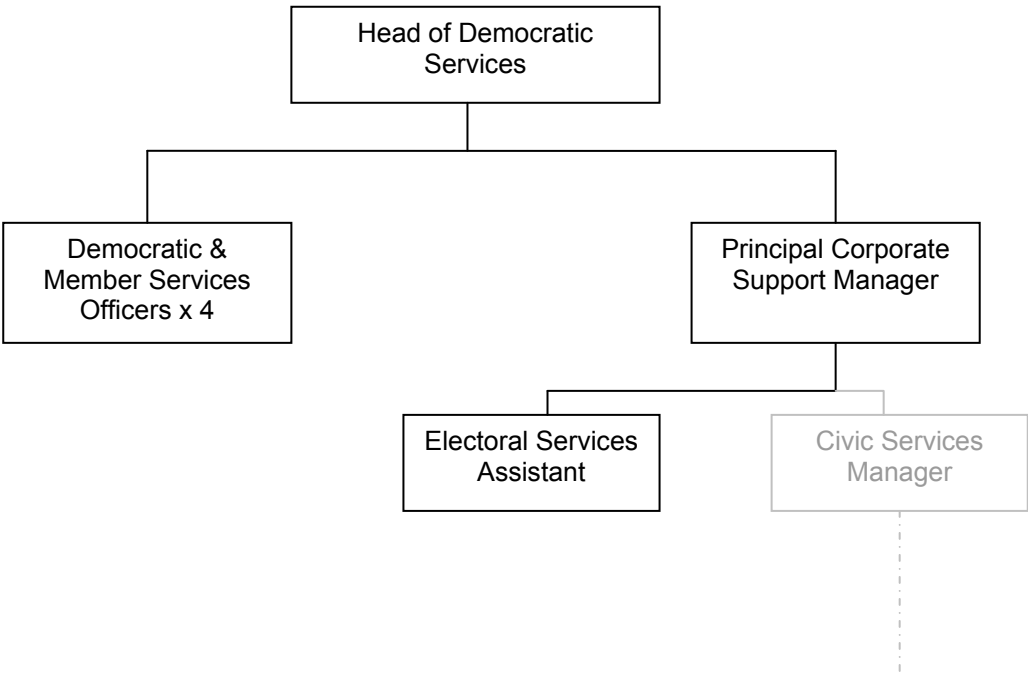 Head of Democratic
Services
Democratic &
Member Services
Officers x 4
Principal Corporate
Support Manager
Electoral Services
Assistant
Civic Services
Manager